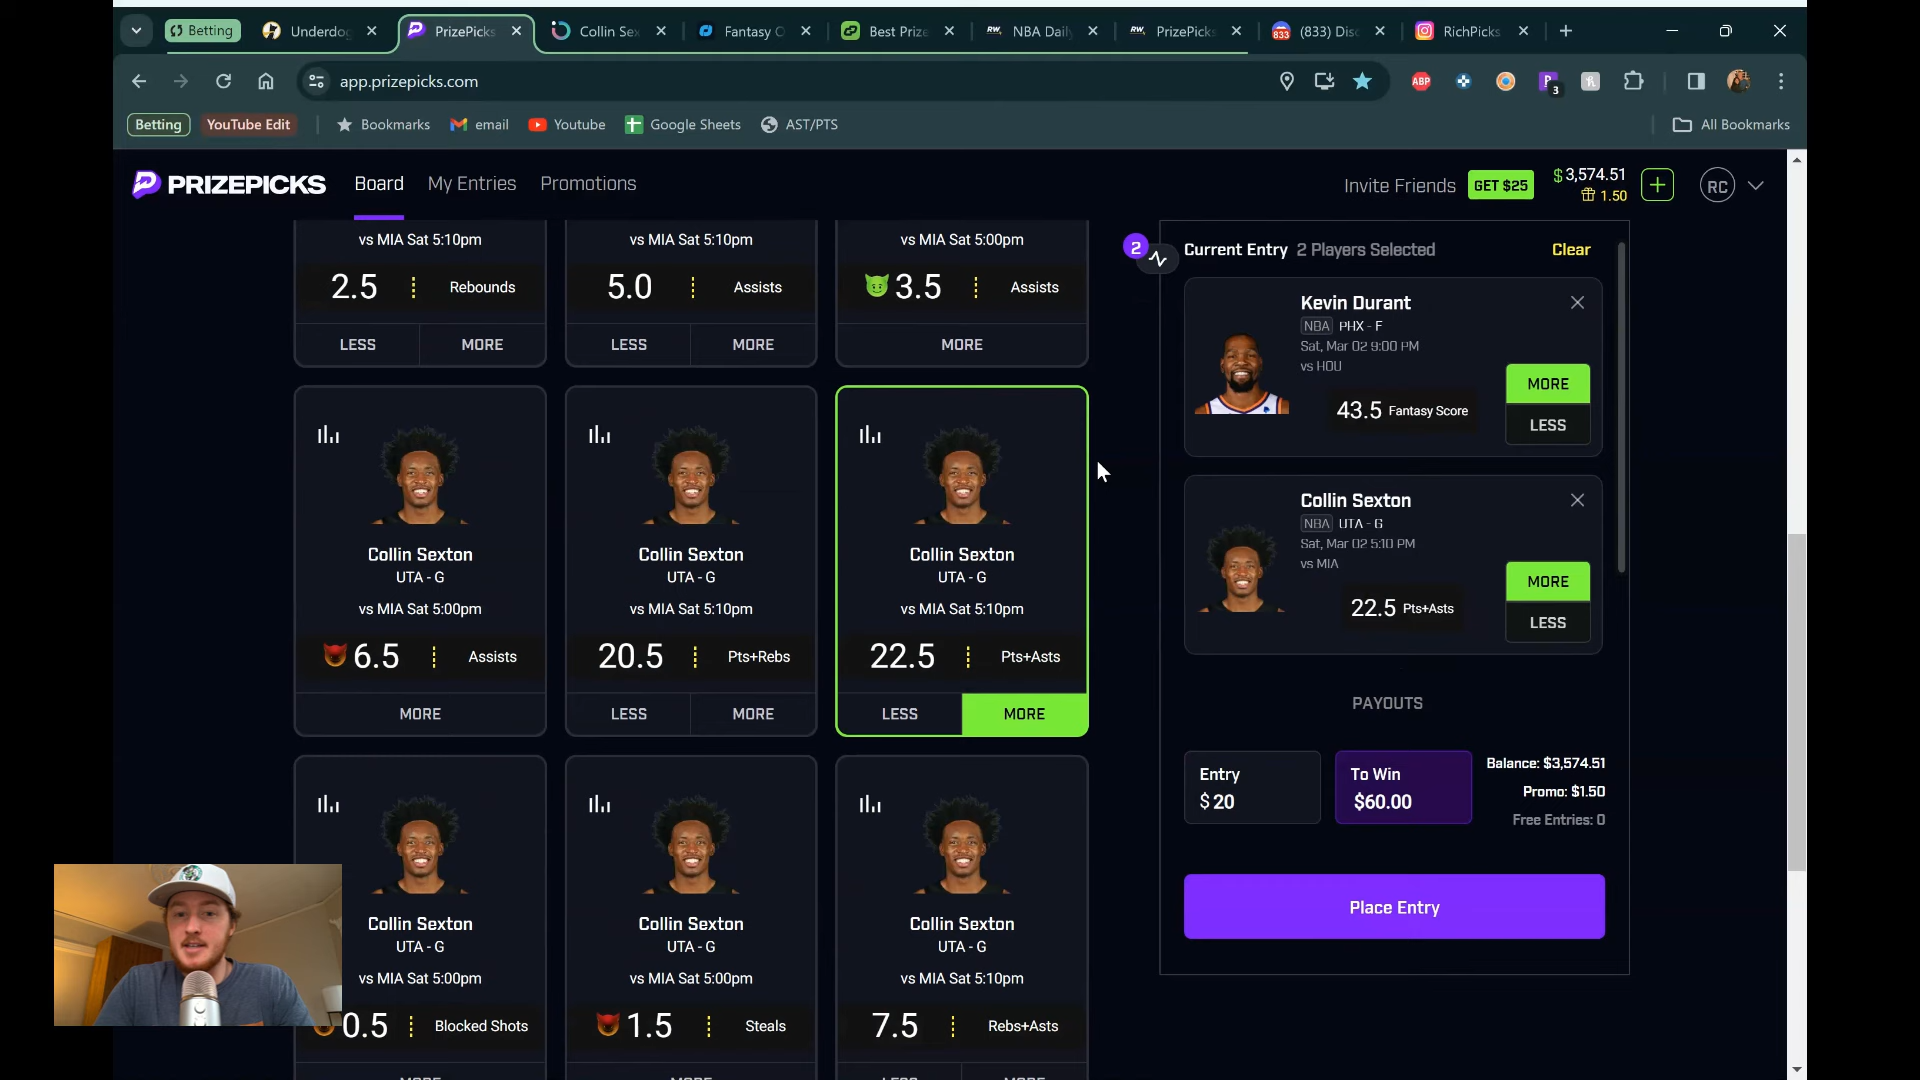 Betting
Underdog
PrizePicks
Collin Sex
Fantasy O
Best Prize
NBA Daily
PrizePicks
(833) Disc
RichPicks
app.prizepicks.com
ABP
3
Betting
YouTube Edit
Bookmarks
email
Youtube
Google Sheets
AST/PTS
All Bookmarks
PRIZEPICKS
Board
My Entries
Promotions
Invite Friends
GET $25
$ 3,574.51
1.50
RC
vs MIA Sat 5:10pm
2.5 Rebounds
LESS MORE
vs MIA Sat 5:10pm
5.0 Assists
LESS MORE
vs MIA Sat 5:00pm
3.5 Assists
MORE
Collin Sexton
UTA - G
vs MIA Sat 5:00pm
6.5 Assists
MORE
Collin Sexton
UTA - G
vs MIA Sat 5:10pm
20.5 Pts+Rebs
LESS MORE
Collin Sexton
UTA - G
vs MIA Sat 5:10pm
22.5 Pts+Asts
LESS MORE
Collin Sexton
UTA - G
vs MIA Sat 5:00pm
0.5 Blocked Shots
Collin Sexton
UTA - G
vs MIA Sat 5:00pm
1.5 Steals
MORE
Collin Sexton
UTA - G
vs MIA Sat 5:10pm
7.5 Rebs+Asts
LESS MORE
2
Current Entry 2 Players Selected Clear
Kevin Durant
NBA PHX - F
Sat, Mar 02 9:00 PM
vs HOU
43.5 Fantasy Score
MORE
LESS
Collin Sexton
NBA UTA - G
Sat, Mar 02 5:10 PM
vs MIA
22.5 Pts+Asts
MORE
LESS
PAYOUTS
Entry
$ 20
To Win
$60.00
Balance: $3,574.51
Promo: $1.50
Free Entries: 0
Place Entry